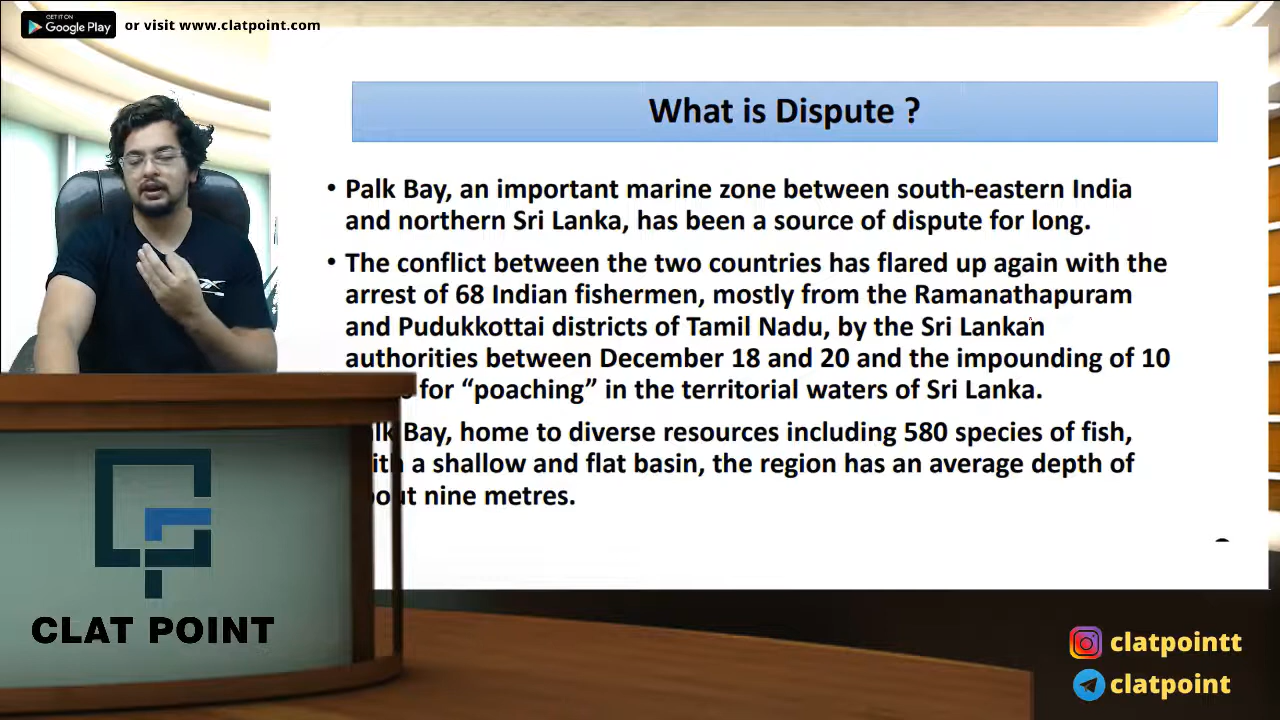 GET IT ON
Google Play
or visit www.clatpoint.com
What is Dispute ?
• Palk Bay, an important marine zone between south-eastern India
and northern Sri Lanka, has been a source of dispute for long.
• The conflict between the two countries has flared up again with the
arrest of 68 Indian fishermen, mostly from the Ramanathapuram
and Pudukkottai districts of Tamil Nadu, by the Sri Lankan
authorities between December 18 and 20 and the impounding of 10
for “poaching” in the territorial waters of Sri Lanka.
Bay, home to diverse resources including 580 species of fish,
a shallow and flat basin, the region has an average depth of
nine metres.
CLAT POINT
clatpointt
clatpoint